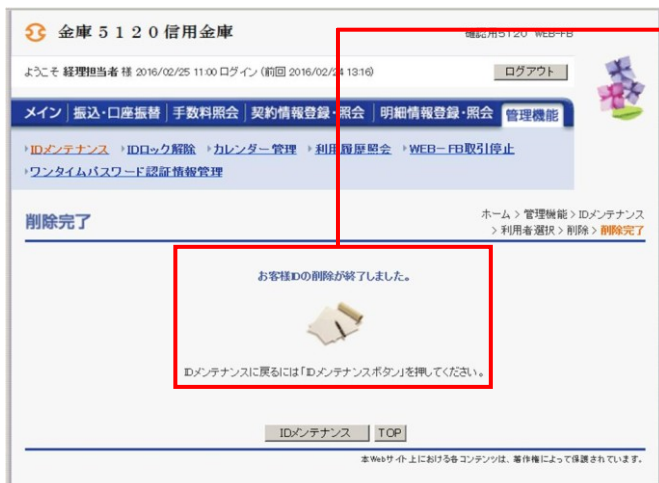 金庫５１２０信用金庫
確認用5120 WEB-FB
ようこそ 経理担当者 様 2016/02/25 11:00 ログイン (前回 2016/02/24 13:16)
ログアウト
メイン 振込・口座振替 手数料照会 契約情報登録・照会 明細情報登録・照会 管理機能
IDメンテナンス IDロック解除 カレンダー管理 利用履歴照会 WEB－FB取引停止
ワンタイムパスワード認証情報管理
削除完了
ホーム > 管理機能 > IDメンテナンス
> 利用者選択 > 削除 > 削除完了
お客様IDの削除が終了しました。
IDメンテナンスに戻るには「IDメンテナンスボタン」を押してください。
IDメンテナンス TOP
本Webサイト上における各コンテンツは、著作権によって保護されています。